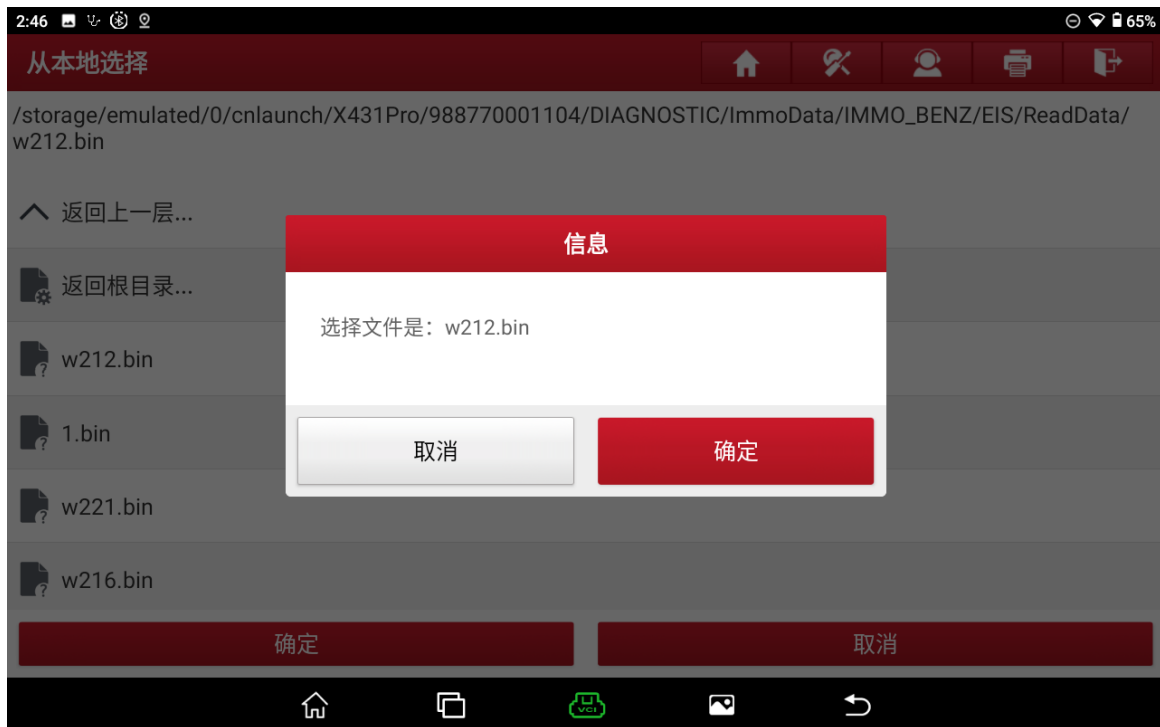 2:46
65%
从本地选择
/storage/emulated/0/cnlaunch/X431Pro/988770001104/DIAGNOSTIC/ImmoData/IMMO_BENZ/EIS/ReadData/
w212.bin
返回上一层...
返回根目录...
w212.bin
1.bin
w221.bin
w216.bin
信息
选择文件是：w212.bin
取消
确定
确定
取消
VCI